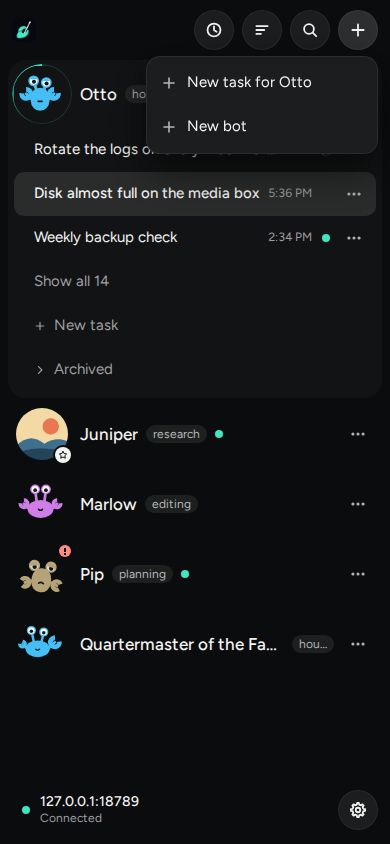 New task for Otto
New bot
Otto
Rotate the logs
Disk almost full on the media box 5:36 PM
Weekly backup check 2:34 PM
Show all 14
New task
Archived
Juniper research
Marlow editing
Pip planning
Quartermaster of the Fa... hou...
127.0.0.1:18789
Connected